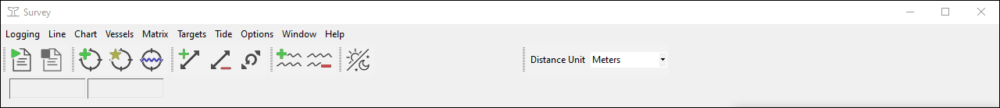 Survey
Logging Line Chart Vessels Matrix Targets Tide Options Window Help
Distance Unit Meters